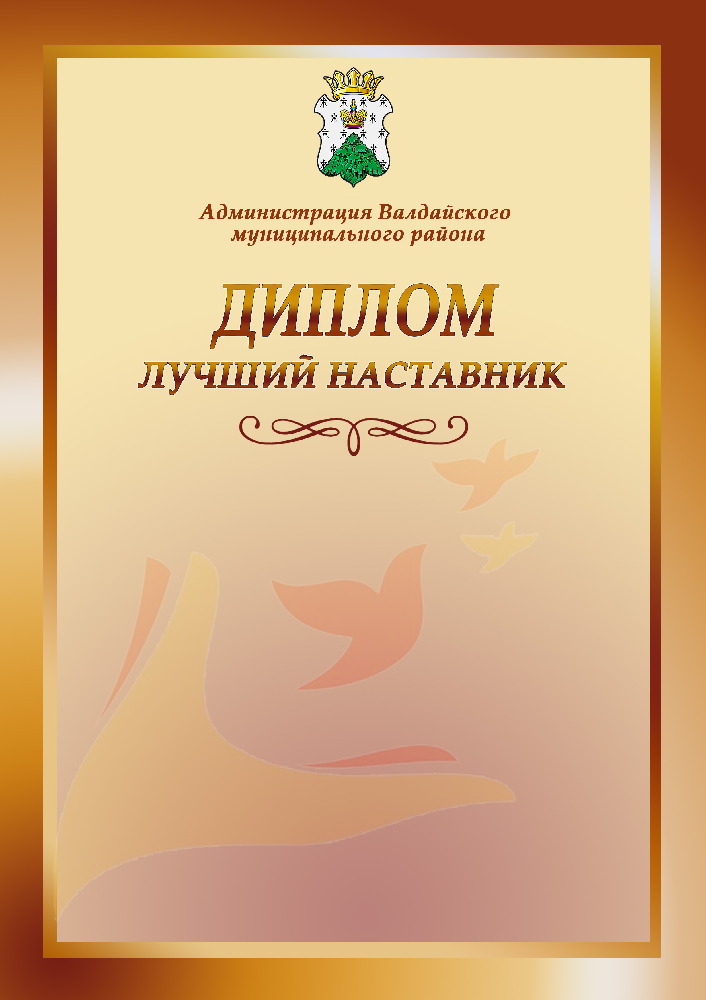 Администрация Валдайского
муниципального района
ДИПЛОМ
ЛУЧШИЙ НАСТАВНИК